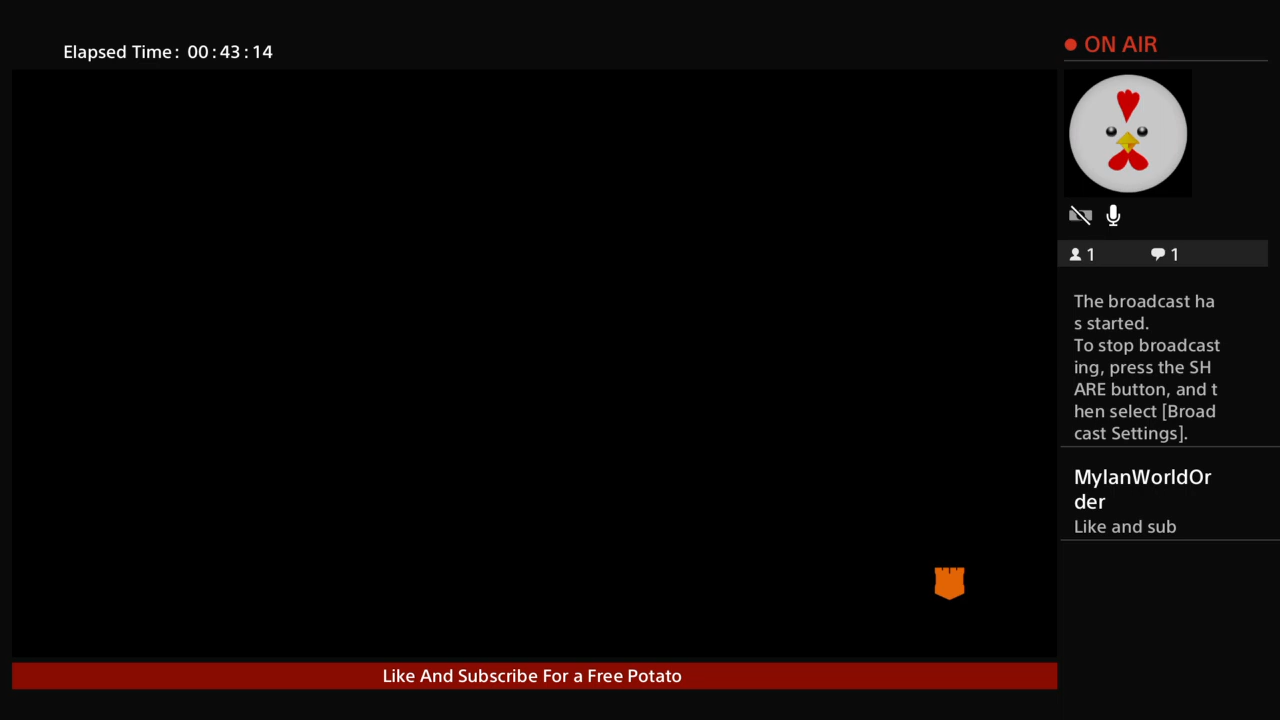 Elapsed Time: 00:43:14
ON AIR
1 1
The broadcast ha
s started.
To stop broadcast
ing, press the SH
ARE button, and t
hen select [Broad
cast Settings].
MylanWorldOr
der
Like and sub
Like And Subscribe For a Free Potato